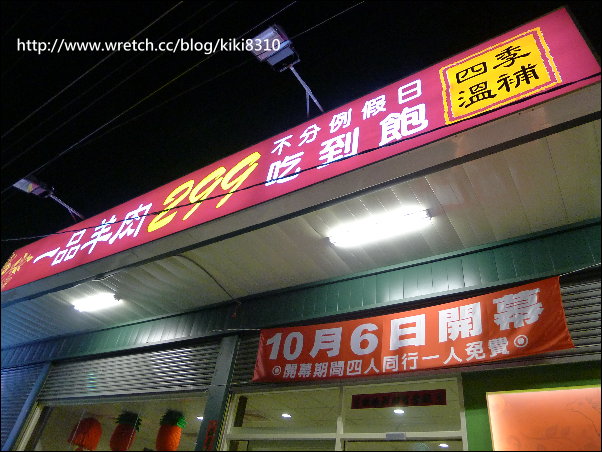 http://www.wretch.cc/blog/kiki8310
一品羊肉 299
不分例假日
吃到飽
四季
溫補
10月6日開幕
開幕期間四人同行一人免費